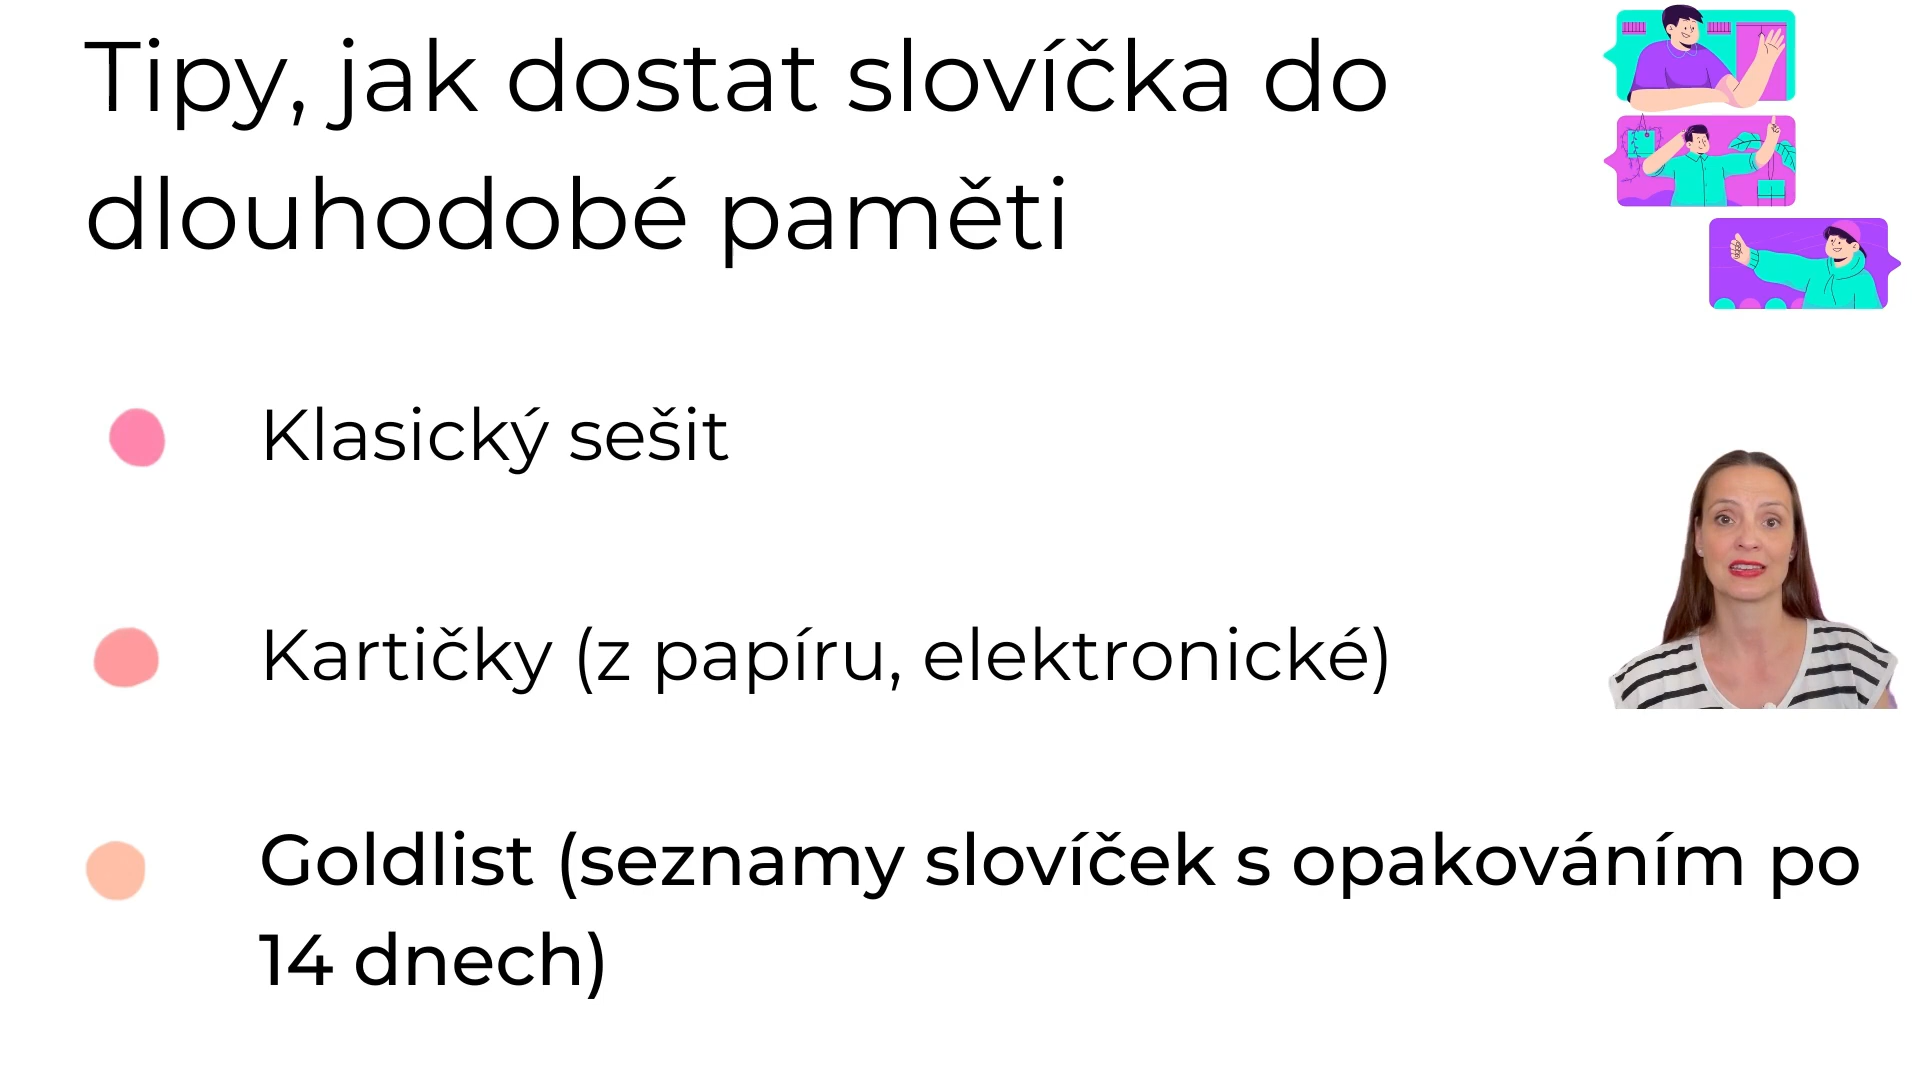 Tipy, jak dostat slovíčka do
dlouhodobé paměti
Klasický sešit
Kartičky (z papíru, elektronické)
Goldlist (seznamy slovíček s opakováním po
14 dnech)